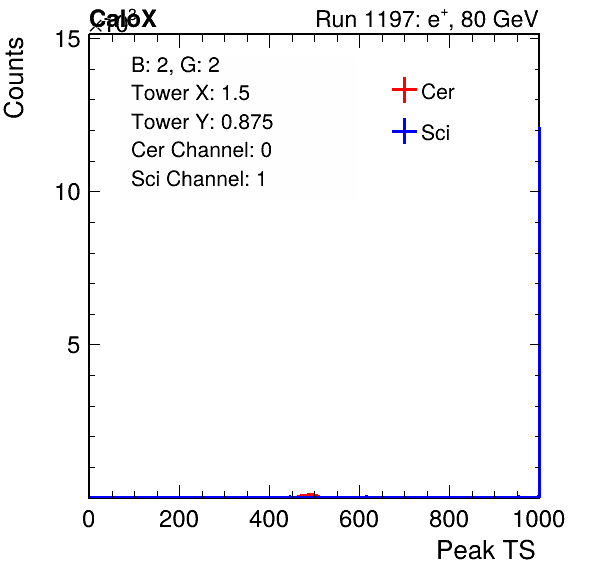 CaloX Run 1197: e⁺, 80 GeV
×10³
B: 2, G: 2
Tower X: 1.5
Tower Y: 0.875
Cer Channel: 0
Sci Channel: 1
Cer
Sci
Counts
15
10
5
0 200 400 600 800 1000
Peak TS